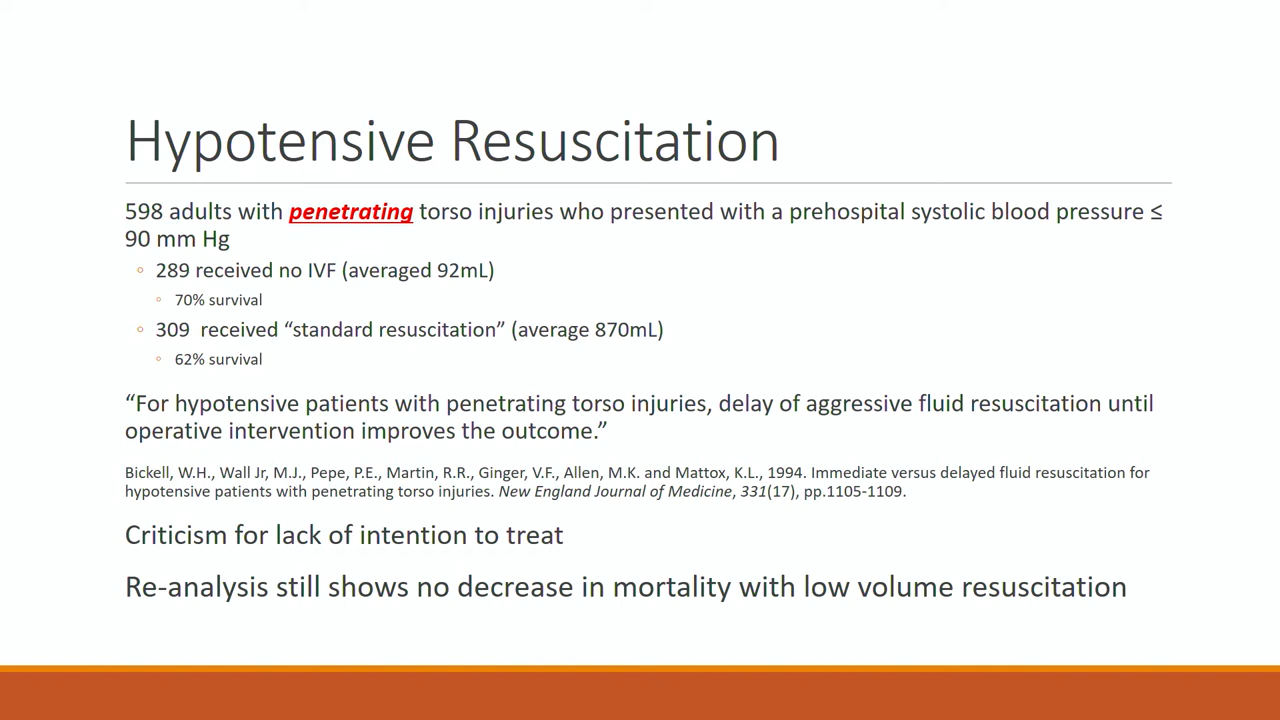 Hypotensive Resuscitation
598 adults with penetrating torso injuries who presented with a prehospital systolic blood pressure ≤
90 mm Hg
◦ 289 received no IVF (averaged 92mL)
◦ 70% survival
◦ 309 received “standard resuscitation” (average 870mL)
◦ 62% survival
“For hypotensive patients with penetrating torso injuries, delay of aggressive fluid resuscitation until
operative intervention improves the outcome.”
Bickell, W.H., Wall Jr, M.J., Pepe, P.E., Martin, R.R., Ginger, V.F., Allen, M.K. and Mattox, K.L., 1994. Immediate versus delayed fluid resuscitation for
hypotensive patients with penetrating torso injuries. New England Journal of Medicine, 331(17), pp.1105-1109.
Criticism for lack of intention to treat
Re-analysis still shows no decrease in mortality with low volume resuscitation